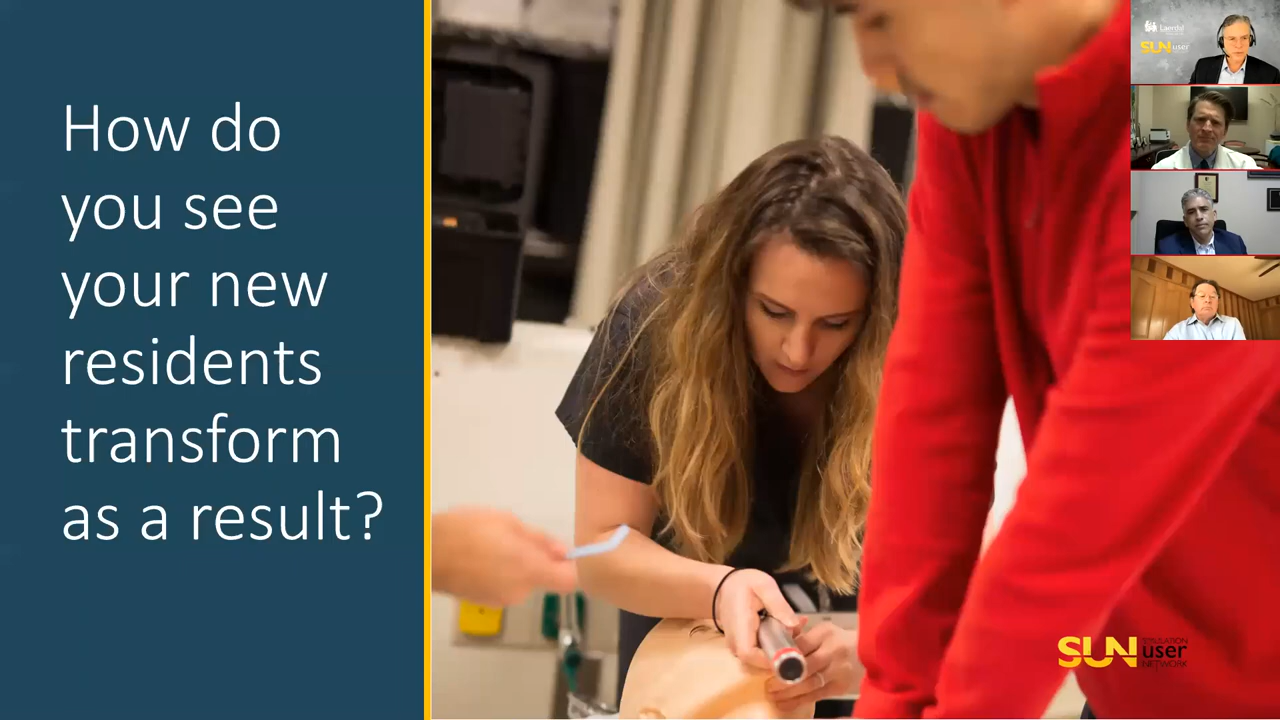 How do
you see
your new
residents
transform
as a result?
Laerdal
SUN user
SUN SIMULATION
user
NETWORK